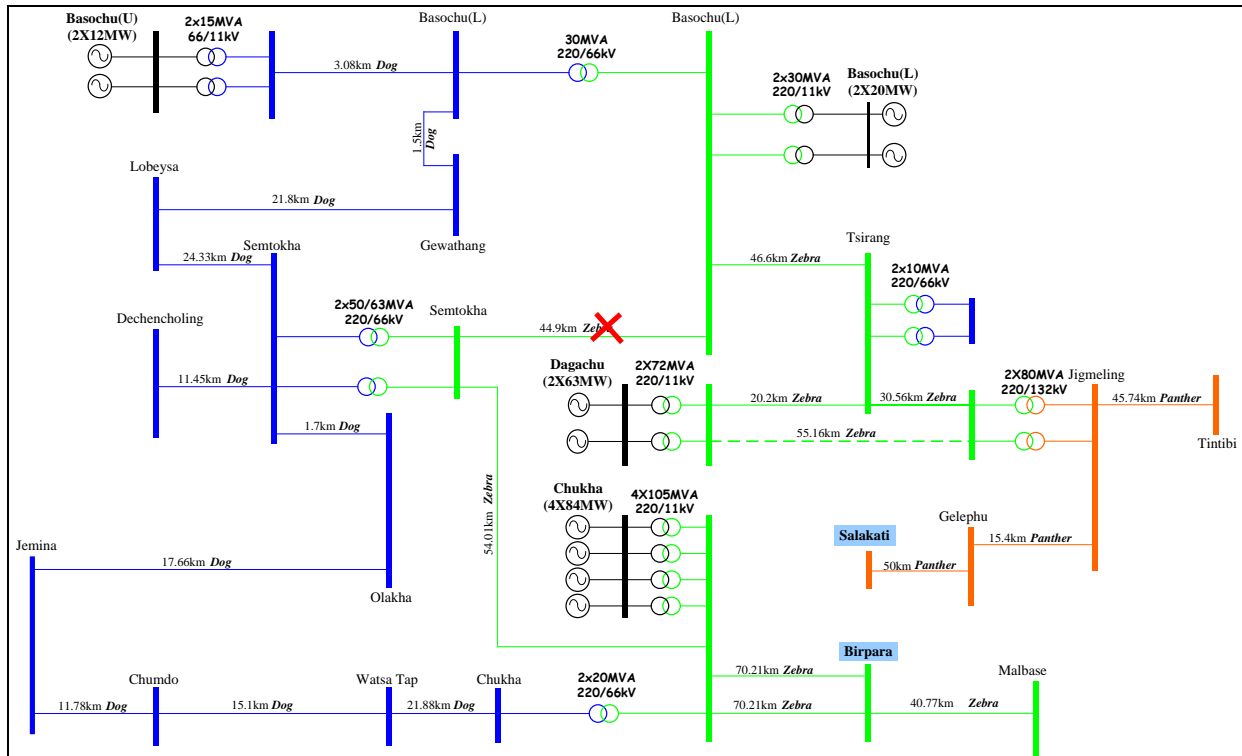 Basochu(U)
(2X12MW)
2x15MVA
66/11kV
Basochu(L)
30MVA
220/66kV
Basochu(L)
3.08km Dog
2x30MVA
220/11kV
Basochu(L)
(2X20MW)
1.5km
Dog
Lobeysa
21.8km Dog
Gewathang
Semtokha
24.33km Dog
Tsirang
46.6km Zebra
2x10MVA
220/66kV
Dechencholing
2x50/63MVA
220/66kV
Semtokha
44.9km Zebra
11.45km Dog
Dagachu
(2X63MW)
2X72MVA
220/11kV
20.2km Zebra
30.56km Zebra
2X80MVA
220/132kV
Jigmeling
45.74km Panther
Tintibi
1.7km Dog
55.16km Zebra
54.01km Zebra
Chukha
(4X84MW)
4X105MVA
220/11kV
Salakati
Gelephu
15.4km Panther
50km Panther
Jemina
17.66km Dog
Olakha
Birpara
Malbase
70.21km Zebra
Chumdo
Watsa Tap
Chukha
2x20MVA
220/66kV
11.78km Dog
15.1km Dog
21.88km Dog
70.21km Zebra
40.77km Zebra